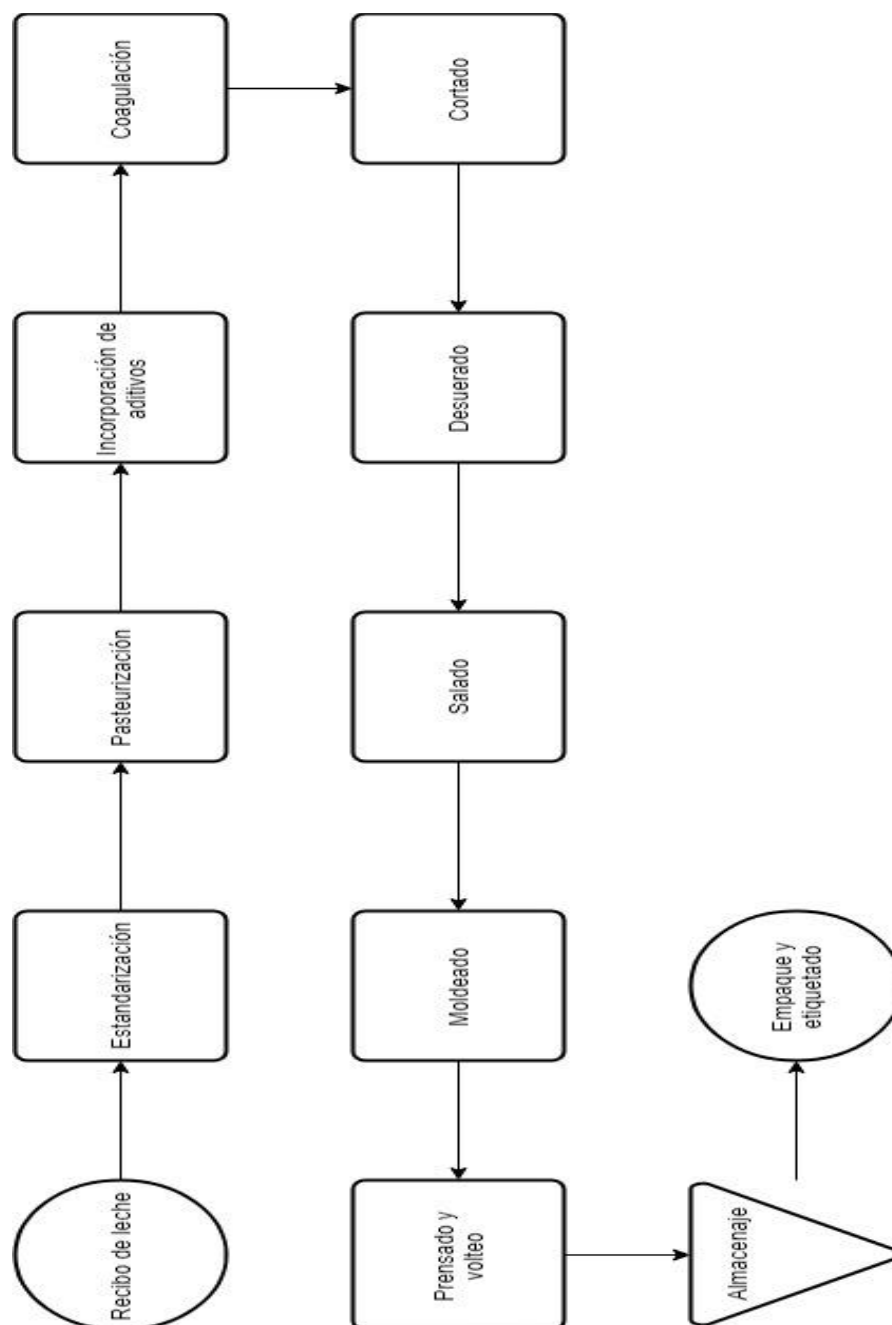 Recibo de leche
Estandarización
Pasteurización
Incorporación de
aditivos
Coagulación
Cortado
Desuerado
Salado
Moldeado
Prensado y
volteo
Almacenaje
Empaque y
etiquetado